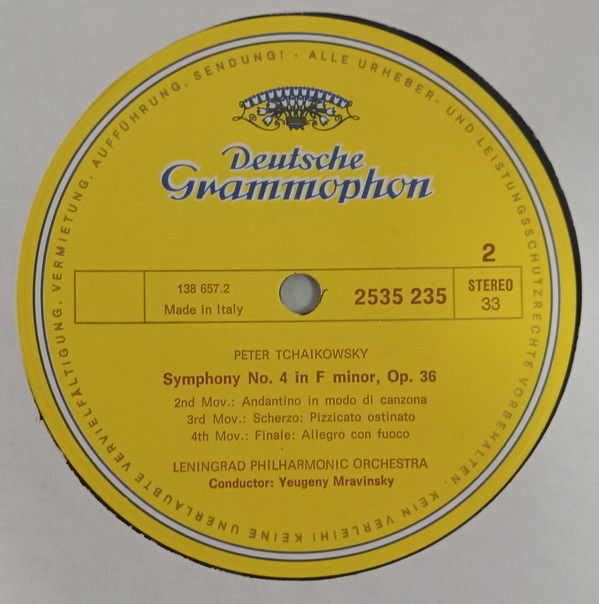 ALLE URHEBER- UND LEISTUNGSSCHUTZRECHTE VORBEHALTEN. KEIN VERLEIH! KEINE UNERLAUBTE VERVIELFÄLTIGUNG, VERMIETUNG, AUFFÜHRUNG, SENDUNG! ·
Deutsche
Grammophon
2
138 657.2
2535 235
STEREO
Made in Italy
33
PETER TCHAIKOWSKY
Symphony No. 4 in F minor, Op. 36
2nd Mov.: Andantino in modo di canzona
3rd Mov.: Scherzo: Pizzicato ostinato
4th Mov.: Finale: Allegro con fuoco
LENINGRAD PHILHARMONIC ORCHESTRA
Conductor: Yeugeny Mravinsky